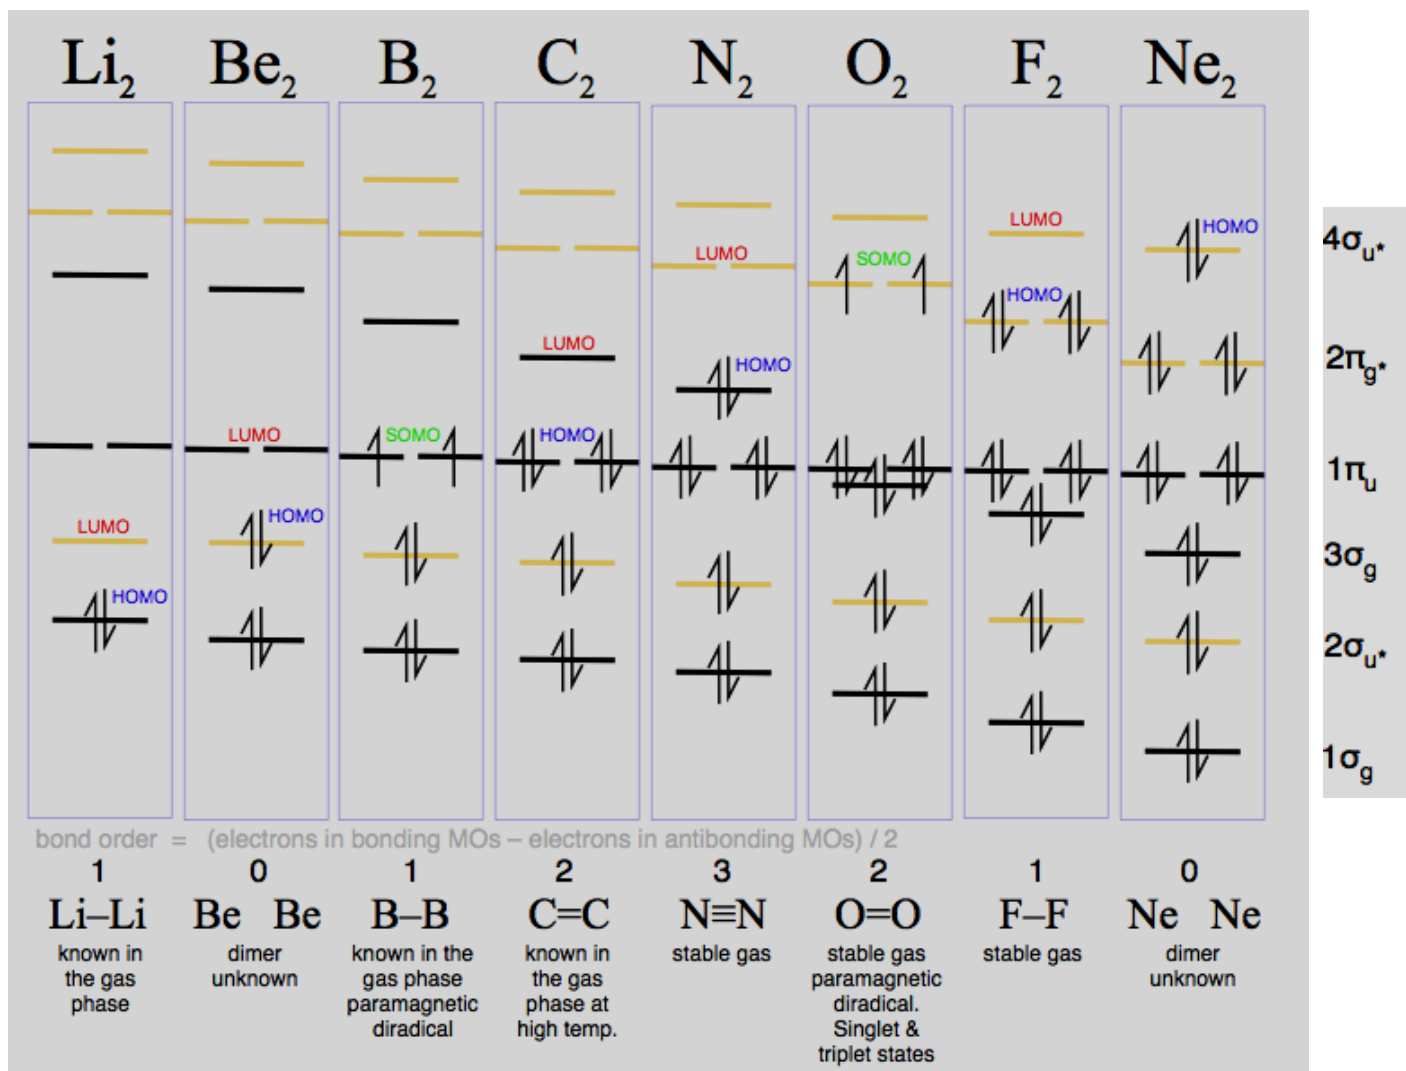 Li₂ Be₂ B₂ C₂ N₂ O₂ F₂ Ne₂
LUMO HOMO
4σu*
LUMO SOMO HOMO
LUMO HOMO
2πg*
LUMO SOMO HOMO
1πu
LUMO HOMO
3σg
HOMO
2σu*
1σg
bond order = (electrons in bonding MOs – electrons in antibonding MOs) / 2
1 0 1 2 3 2 1 0
Li–Li Be Be B–B C=C N≡N O=O F–F Ne Ne
known in
the gas
phase
dimer
unknown
known in the
gas phase
paramagnetic
diradical
known in
the gas
phase at
high temp.
stable gas
stable gas
paramagnetic
diradical.
Singlet &
triplet states
stable gas
dimer
unknown